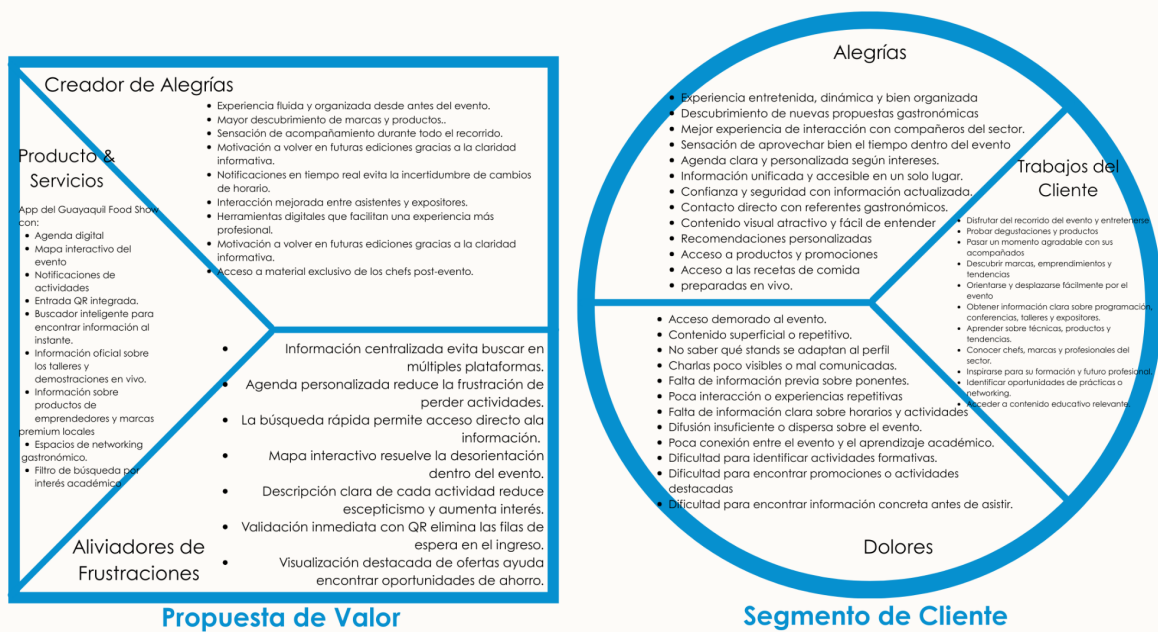 Creador de Alegrías
• Experiencia fluida y organizada desde antes del evento.
• Mayor descubrimiento de marcas y productos..
• Sensación de acompañamiento durante todo el recorrido.
• Motivación a volver en futuras ediciones gracias a la claridad
informativa.
• Notificaciones en tiempo real evita la incertidumbre de cambios
de horario.
• Interacción mejorada entre asistentes y expositores.
• Herramientas digitales que facilitan una experiencia más
profesional.
• Motivación a volver en futuras ediciones gracias a la claridad
informativa.
• Acceso a material exclusivo de los chefs post-evento.
Producto &
Servicios
App del Guayaquil Food Show
con:
• Agenda digital
• Mapa interactivo del
evento
• Notificaciones de
actividades
• Entrada QR integrada.
• Buscador inteligente para
encontrar información al
instante.
• Información oficial sobre
los talleres y
demostraciones en vivo.
• Información sobre
productos de
emprendedores y marcas
premium locales
• Espacios de networking
gastronómico.
• Filtro de búsqueda por
interés académico
• Información centralizada evita buscar en
múltiples plataformas.
• Agenda personalizada reduce la frustración de
perder actividades.
• La búsqueda rápida permite acceso directo ala
información.
• Mapa interactivo resuelve la desorientación
dentro del evento.
• Descripción clara de cada actividad reduce
escepticismo y aumenta interés.
• Validación inmediata con QR elimina las filas de
espera en el ingreso.
• Visualización destacada de ofertas ayuda
encontrar oportunidades de ahorro.
Aliviadores de
Frustraciones
Propuesta de Valor
Alegrías
• Experiencia entretenida, dinámica y bien organizada
• Descubrimiento de nuevas propuestas gastronómicas
• Mejor experiencia de interacción con compañeros del sector.
• Sensación de aprovechar bien el tiempo dentro del evento
• Agenda clara y personalizada según intereses.
• Información unificada y accesible en un solo lugar.
• Confianza y seguridad con información actualizada.
• Contacto directo con referentes gastronómicos.
• Contenido visual atractivo y fácil de entender
• Recomendaciones personalizadas
• Acceso a productos y promociones
• Acceso a las recetas de comida
• preparadas en vivo.
Trabajos del
Cliente
• Disfrutar del recorrido del evento y entretenerse
• Probar degustaciones y productos
• Pasar un momento agradable con sus
acompañados
• Descubrir marcas, emprendimientos y
tendencias
• Orientarse y desplazarse fácilmente por el
evento
• Obtener información clara sobre programación,
conferencias, talleres y expositores.
• Aprender sobre técnicas, productos y
tendencias.
• Conocer chefs, marcas y profesionales del
sector.
• Inspirarse para su formación y futuro profesional.
• Identificar oportunidades de prácticas o
networking.
• Acceder a contenido educativo relevante.
• Acceso demorado al evento.
• Contenido superficial o repetitivo.
• No saber qué stands se adaptan al perfil
• Charlas poco visibles o mal comunicadas.
• Falta de información previa sobre ponentes.
• Poca interacción o experiencias repetitivas
• Falta de información clara sobre horarios y actividades
• Difusión insuficiente o dispersa sobre el evento.
• Poca conexión entre el evento y el aprendizaje académico.
• Dificultad para identificar actividades formativas.
• Dificultad para encontrar promociones o actividades
destacadas
• Dificultad para encontrar información concreta antes de asistir.
Dolores
Segmento de Cliente